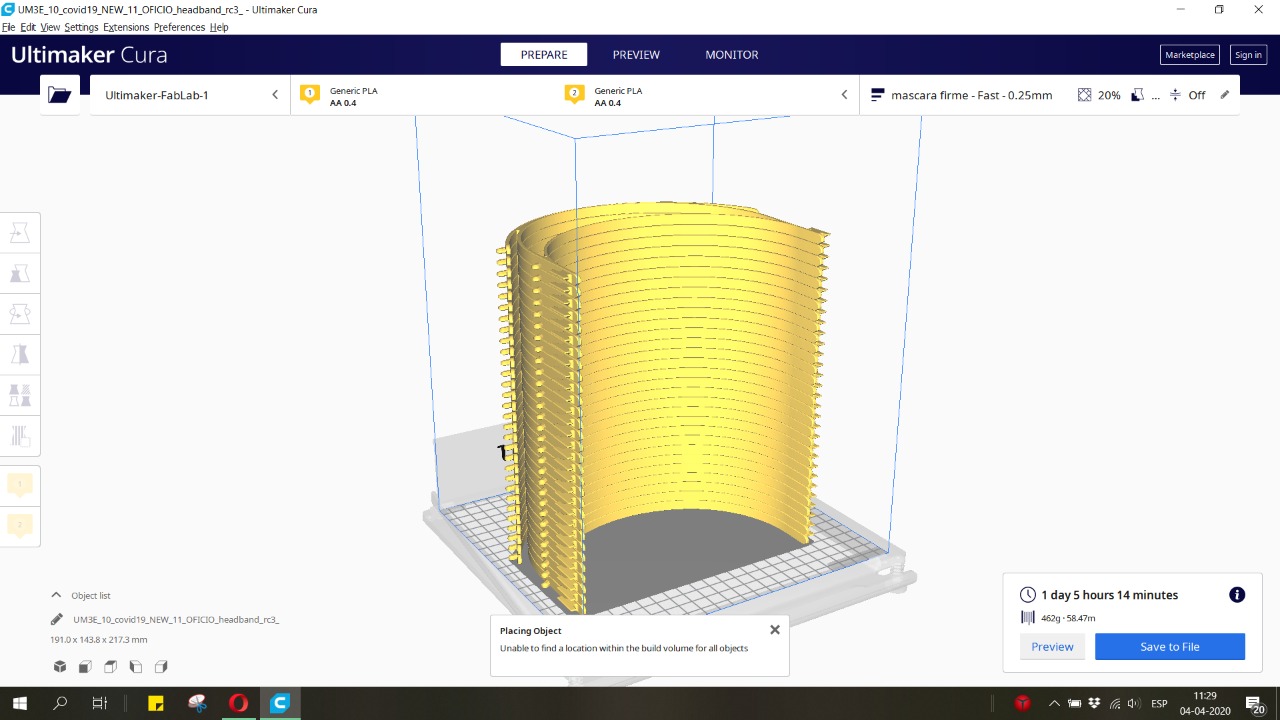 UM3E_10_covid19_NEW_11_OFICIO_headband_rc3_ - Ultimaker Cura
File Edit View Settings Extensions Preferences Help
Ultimaker Cura
PREPARE
PREVIEW
MONITOR
Marketplace
Sign in
Ultimaker-FabLab-1
1
Generic PLA
AA 0.4
2
Generic PLA
AA 0.4
mascara firme - Fast - 0.25mm
20%
...
Off
1
2
Object list
UM3E_10_covid19_NEW_11_OFICIO_headband_rc3_
191.0 x 143.8 x 217.3 mm
Placing Object
Unable to find a location within the build volume for all objects
1 day 5 hours 14 minutes
462g · 58.47m
Preview
Save to File
ESP
11:29
04-04-2020
20